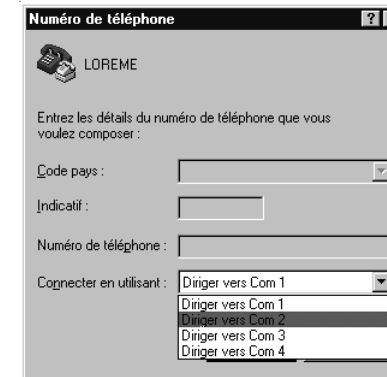 Numéro de téléphone ?
LOREME
Entrez les détails du numéro de téléphone que vous
voulez composer :
Code pays :
Indicatif :
Numéro de téléphone :
Connecter en utilisant : Diriger vers Com 1
Diriger vers Com 1
Diriger vers Com 2
Diriger vers Com 3
Diriger vers Com 4